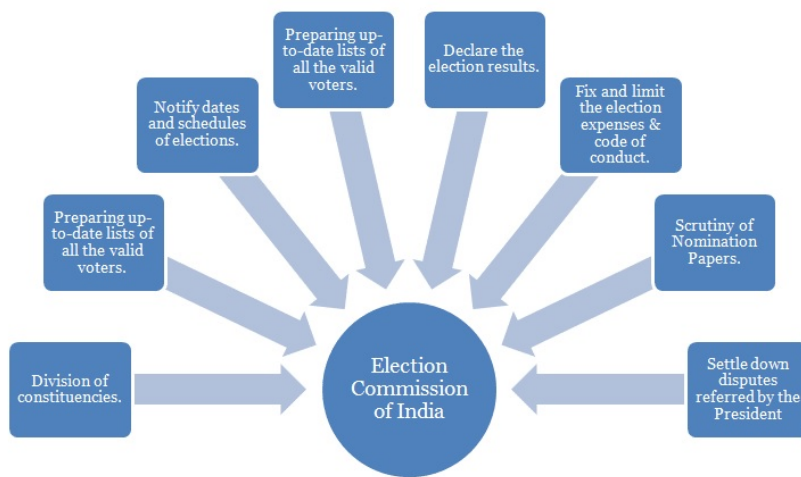 Preparing up-
to-date lists of
all the valid
voters.
Declare the
election results.
Notify dates
and schedules
of elections.
Fix and limit
the election
expenses &
code of
conduct.
Preparing up-
to-date lists of
all the valid
voters.
Scrutiny of
Nomination
Papers.
Division of
constituencies.
Election
Commission
of India
Settle down
disputes
referred by the
President